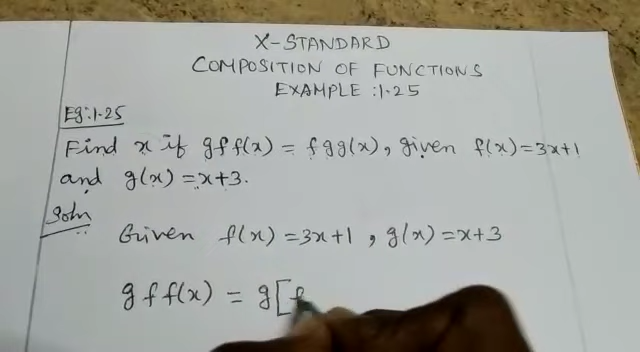 X-STANDARD
COMPOSITION OF FUNCTIONS
EXAMPLE :1.25
Eg:1.25
Find x if gff(x) = fgg(x), given f(x)=3x+1
and g(x)=x+3.
Soln
Given f(x)=3x+1, g(x)=x+3
gff(x) = g[f